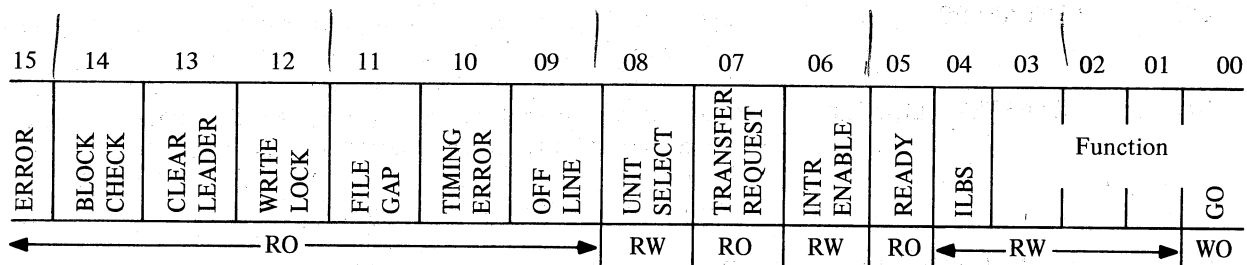 15 14 13 12 11 10 09 08 07 06 05 04 03 02 01 00
ERROR
BLOCK
CHECK
CLEAR
LEADER
WRITE
LOCK
FILE
GAP
TIMING
ERROR
OFF
LINE
UNIT
SELECT
TRANSFER
REQUEST
INTR
ENABLE
READY
ILBS
Function
GO
RO RW RO RW RO RW WO